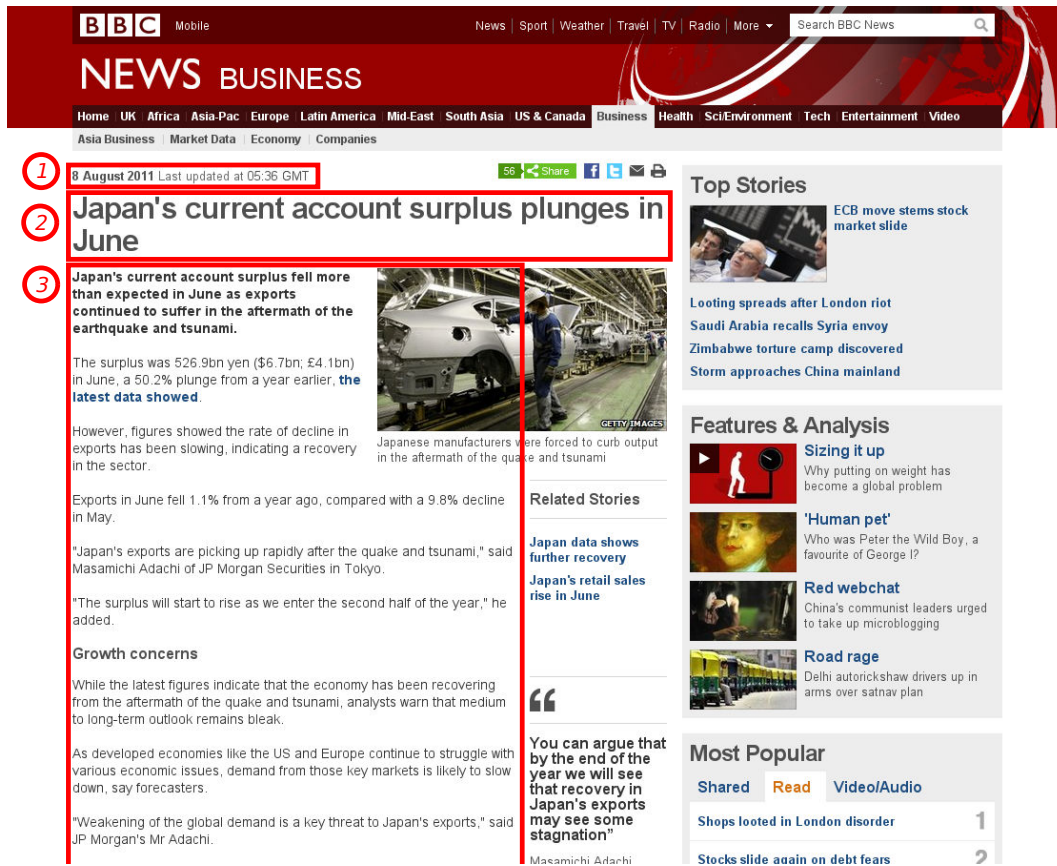 BBC Mobile News Sport Weather Travel TV Radio More Search BBC News
NEWS BUSINESS
Home UK Africa Asia-Pac Europe Latin America Mid-East South Asia US & Canada Business Health Sci/Environment Tech Entertainment Video
Asia Business Market Data Economy Companies
1
8 August 2011 Last updated at 05:36 GMT
56 Share
2
Japan's current account surplus plunges in
June
3
Japan's current account surplus fell more
than expected in June as exports
continued to suffer in the aftermath of the
earthquake and tsunami.
The surplus was 526.9bn yen ($6.7bn; £4.1bn)
in June, a 50.2% plunge from a year earlier, the
latest data showed.
However, figures showed the rate of decline in
exports has been slowing, indicating a recovery
in the sector.
GETTY IMAGES
Japanese manufacturers were forced to curb output
in the aftermath of the quake and tsunami
Exports in June fell 1.1% from a year ago, compared with a 9.8% decline
in May.
"Japan's exports are picking up rapidly after the quake and tsunami," said
Masamichi Adachi of JP Morgan Securities in Tokyo.
"The surplus will start to rise as we enter the second half of the year," he
added.
Growth concerns
While the latest figures indicate that the economy has been recovering
from the aftermath of the quake and tsunami, analysts warn that medium
to long-term outlook remains bleak.
As developed economies like the US and Europe continue to struggle with
various economic issues, demand from those key markets is likely to slow
down, say forecasters.
"Weakening of the global demand is a key threat to Japan's exports," said
JP Morgan's Mr Adachi.
Related Stories
Japan data shows
further recovery
Japan's retail sales
rise in June
“
You can argue that
by the end of the
year we will see
that recovery in
Japan's exports
may see some
stagnation”
Masamichi Adachi
Top Stories
ECB move stems stock
market slide
Looting spreads after London riot
Saudi Arabia recalls Syria envoy
Zimbabwe torture camp discovered
Storm approaches China mainland
Features & Analysis
Sizing it up
Why putting on weight has
become a global problem
'Human pet'
Who was Peter the Wild Boy, a
favourite of George I?
Red webchat
China's communist leaders urged
to take up microblogging
Road rage
Delhi autorickshaw drivers up in
arms over satnav plan
Most Popular
Shared Read Video/Audio
Shops looted in London disorder 1
Stocks slide again on debt fears 2